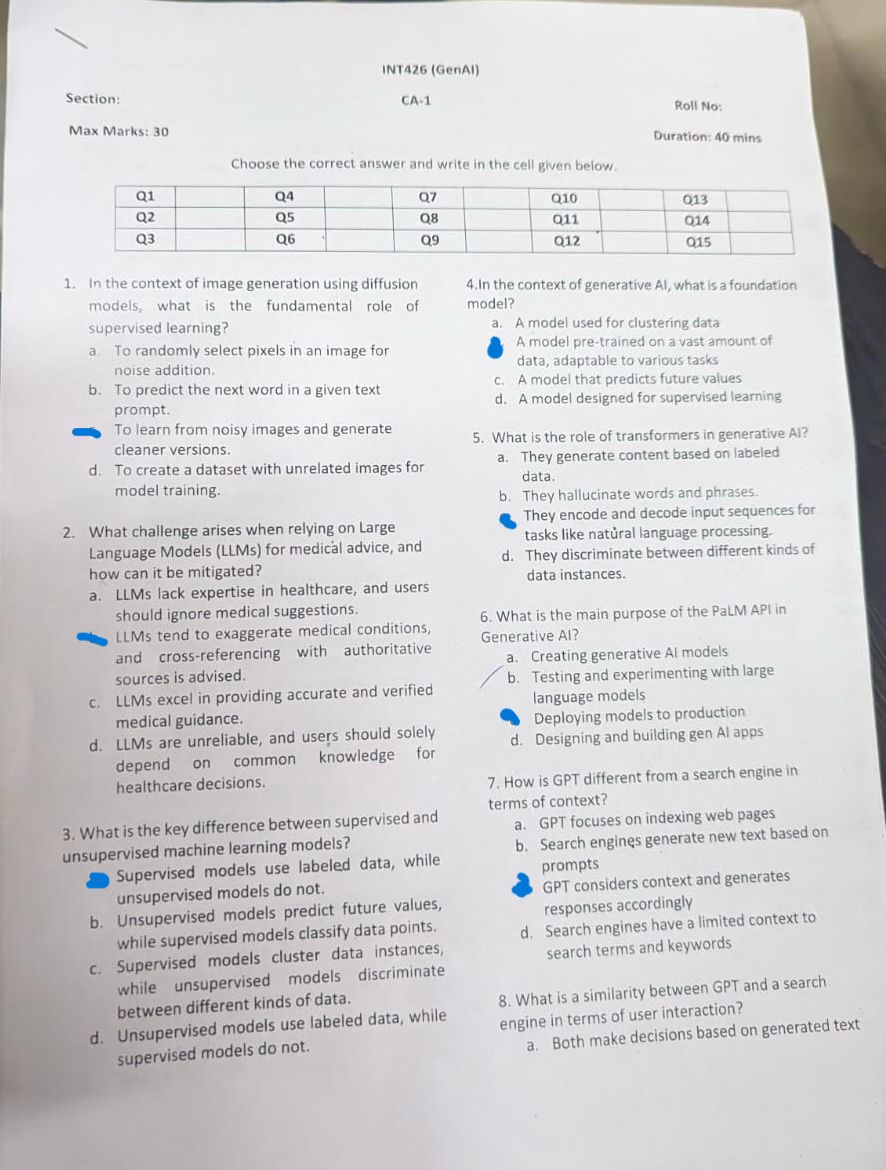 INT426 (GenAI)
Section:
CA-1
Roll No:
Max Marks: 30
Duration: 40 mins
Choose the correct answer and write in the cell given below.
Q1 Q4 Q7 Q10 Q13
Q2 Q5 Q8 Q11 Q14
Q3 Q6 Q9 Q12 Q15
1. In the context of image generation using diffusion
models, what is the fundamental role of
supervised learning?
a. To randomly select pixels in an image for
noise addition.
b. To predict the next word in a given text
prompt.
To learn from noisy images and generate
cleaner versions.
d. To create a dataset with unrelated images for
model training.
2. What challenge arises when relying on Large
Language Models (LLMs) for medical advice, and
how can it be mitigated?
a. LLMs lack expertise in healthcare, and users
should ignore medical suggestions.
LLMs tend to exaggerate medical conditions,
and cross-referencing with authoritative
sources is advised.
c. LLMs excel in providing accurate and verified
medical guidance.
d. LLMs are unreliable, and users should solely
depend on common knowledge for
healthcare decisions.
3. What is the key difference between supervised and
unsupervised machine learning models?
Supervised models use labeled data, while
unsupervised models do not.
b. Unsupervised models predict future values,
while supervised models classify data points.
c. Supervised models cluster data instances,
while unsupervised models discriminate
between different kinds of data.
d. Unsupervised models use labeled data, while
supervised models do not.
4.In the context of generative AI, what is a foundation
model?
a. A model used for clustering data
A model pre-trained on a vast amount of
data, adaptable to various tasks
c. A model that predicts future values
d. A model designed for supervised learning
5. What is the role of transformers in generative AI?
a. They generate content based on labeled
data.
b. They hallucinate words and phrases.
They encode and decode input sequences for
tasks like natural language processing.
d. They discriminate between different kinds of
data instances.
6. What is the main purpose of the PaLM API in
Generative AI?
a. Creating generative AI models
b. Testing and experimenting with large
language models
Deploying models to production
d. Designing and building gen AI apps
7. How is GPT different from a search engine in
terms of context?
a. GPT focuses on indexing web pages
b. Search engines generate new text based on
prompts
GPT considers context and generates
responses accordingly
d. Search engines have a limited context to
search terms and keywords
8. What is a similarity between GPT and a search
engine in terms of user interaction?
a. Both make decisions based on generated text